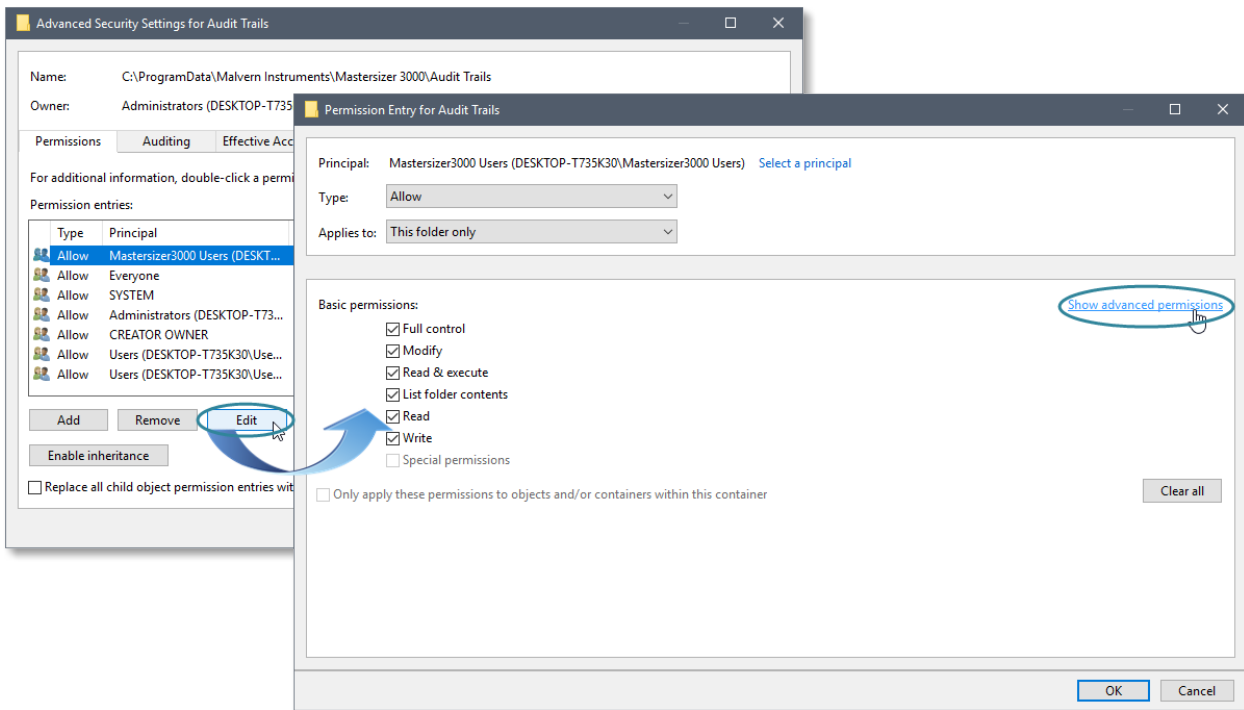 Advanced Security Settings for Audit Trails
Name: C:\ProgramData\Malvern Instruments\Mastersizer 3000\Audit Trails
Owner: Administrators (DESKTOP-T735
Permissions Auditing Effective Acc
For additional information, double-click a permi
Permission entries:
Type Principal
Allow Mastersizer3000 Users (DESKT...
Allow Everyone
Allow SYSTEM
Allow Administrators (DESKTOP-T73...
Allow CREATOR OWNER
Allow Users (DESKTOP-T735K30\Use...
Allow Users (DESKTOP-T735K30\Use...
Add Remove Edit
Enable inheritance
Replace all child object permission entries wit
Permission Entry for Audit Trails
Principal: Mastersizer3000 Users (DESKTOP-T735K30\Mastersizer3000 Users) Select a principal
Type: Allow
Applies to: This folder only
Basic permissions: Show advanced permissions
Full control
Modify
Read & execute
List folder contents
Read
Write
Special permissions
Only apply these permissions to objects and/or containers within this container
Clear all
OK Cancel